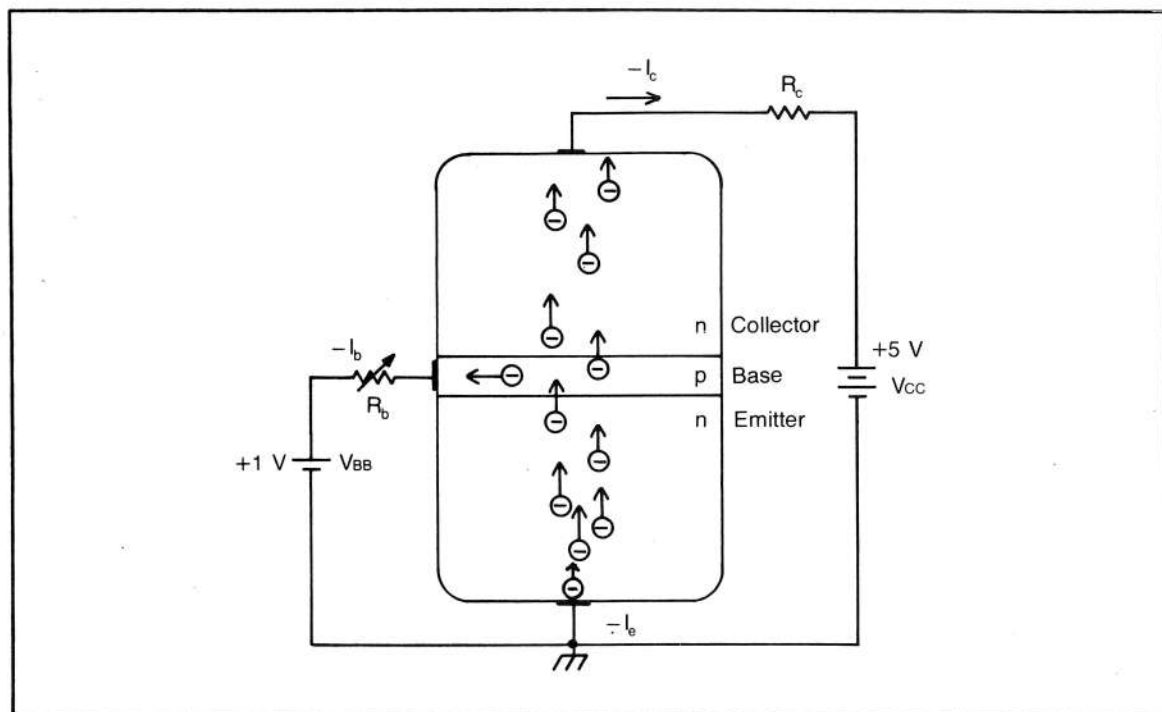 −Ic
Rc
n Collector
−Ib
p Base
+5 V
VCC
Rb
n Emitter
+1 V
VBB
−Ie